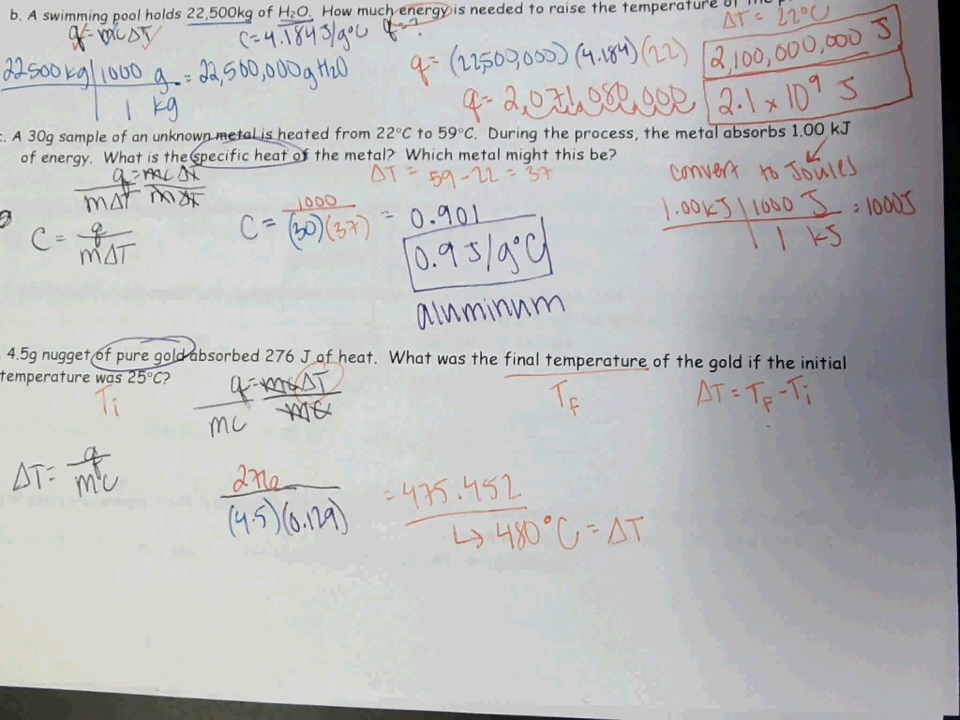 b. A swimming pool holds 22,500kg of H₂O. How much energy is needed to raise the temperature of the
q = mCΔT C=4.184J/g°C q=? ΔT = 22°C
22500 kg | 1000 g = 22,500,000g H₂O
1 kg
q= (22,500,000)(4.184)(22) 2,100,000,000 J
q= 2,071,080,000 2.1 x 10⁹ J
c. A 30g sample of an unknown metal is heated from 22°C to 59°C. During the process, the metal absorbs 1.00 kJ
of energy. What is the specific heat of the metal? Which metal might this be?
q = mCΔT ΔT = 59-22 = 37 convert to Joules
mΔT mΔT
1.00KJ | 1000 J = 1000J
1 KJ
C = q
mΔT
C = 1000 = 0.901
(30)(37)
0.9 J/g°C
aluminum
4.5g nugget of pure gold absorbed 276 J of heat. What was the final temperature of the gold if the initial
temperature was 25°C?
Ti q=mCΔT TF ΔT = TF-Ti
mC mC
ΔT= q
mC
276 = 475.452
(4.5)(0.129)
↳ 480°C = ΔT